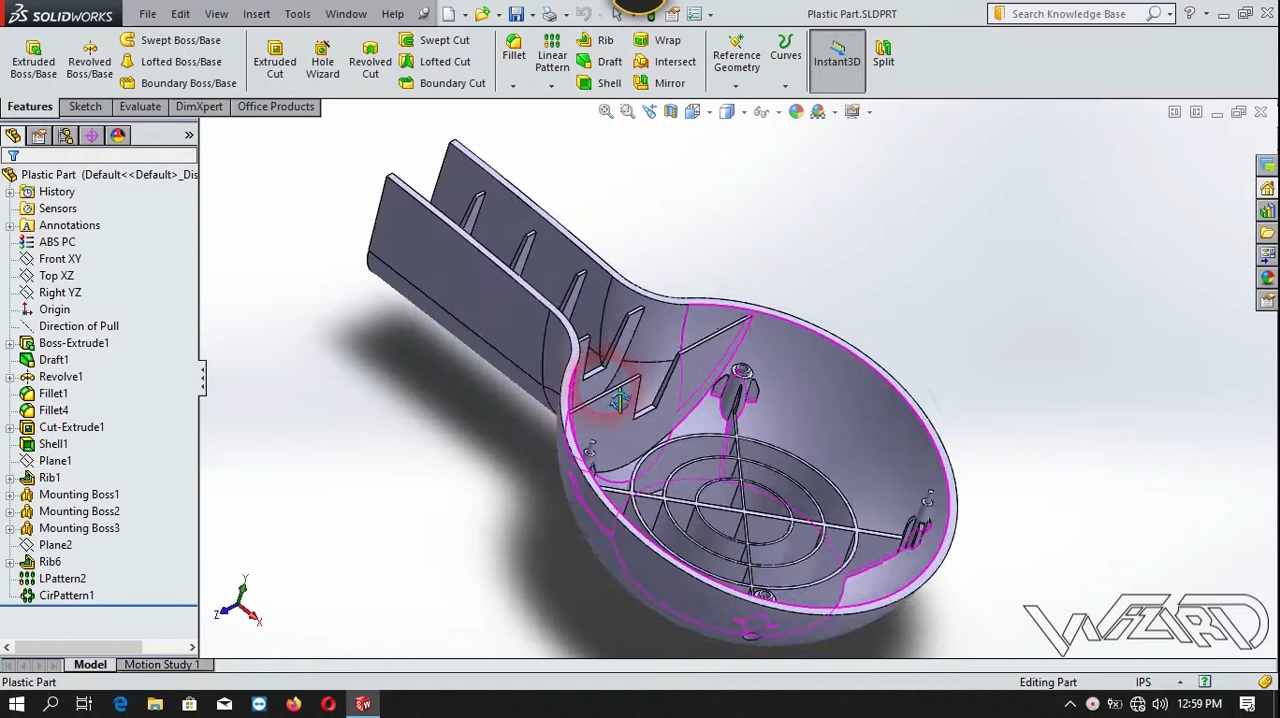 SOLIDWORKS File Edit View Insert Tools Window Help Plastic Part.SLDPRT Search Knowledge Base
Extruded Boss/Base Revolved Boss/Base Swept Boss/Base Lofted Boss/Base Boundary Boss/Base Extruded Cut Hole Wizard Revolved Cut Swept Cut Lofted Cut Boundary Cut Fillet Linear Pattern Rib Draft Shell Wrap Intersect Mirror Reference Geometry Curves Instant3D Split
Features Sketch Evaluate DimXpert Office Products
Plastic Part (Default<<Default>_Dis
History
Sensors
Annotations
ABS PC
Front XY
Top XZ
Right YZ
Origin
Direction of Pull
Boss-Extrude1
Draft1
Revolve1
Fillet1
Fillet4
Cut-Extrude1
Shell1
Plane1
Rib1
Mounting Boss1
Mounting Boss2
Mounting Boss3
Plane2
Rib6
LPattern2
CirPattern1
Y
Z
X
WIZARD
Model Motion Study 1
Plastic Part Editing Part IPS
12:59 PM